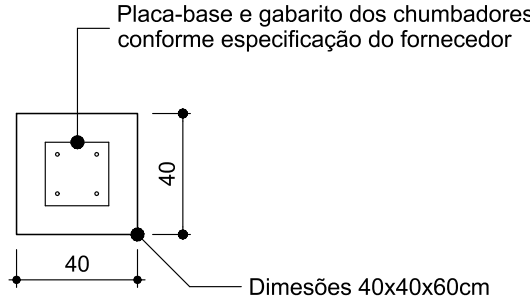 Placa-base e gabarito dos chumbadores
conforme especificação do fornecedor
40
40
Dimesões 40x40x60cm